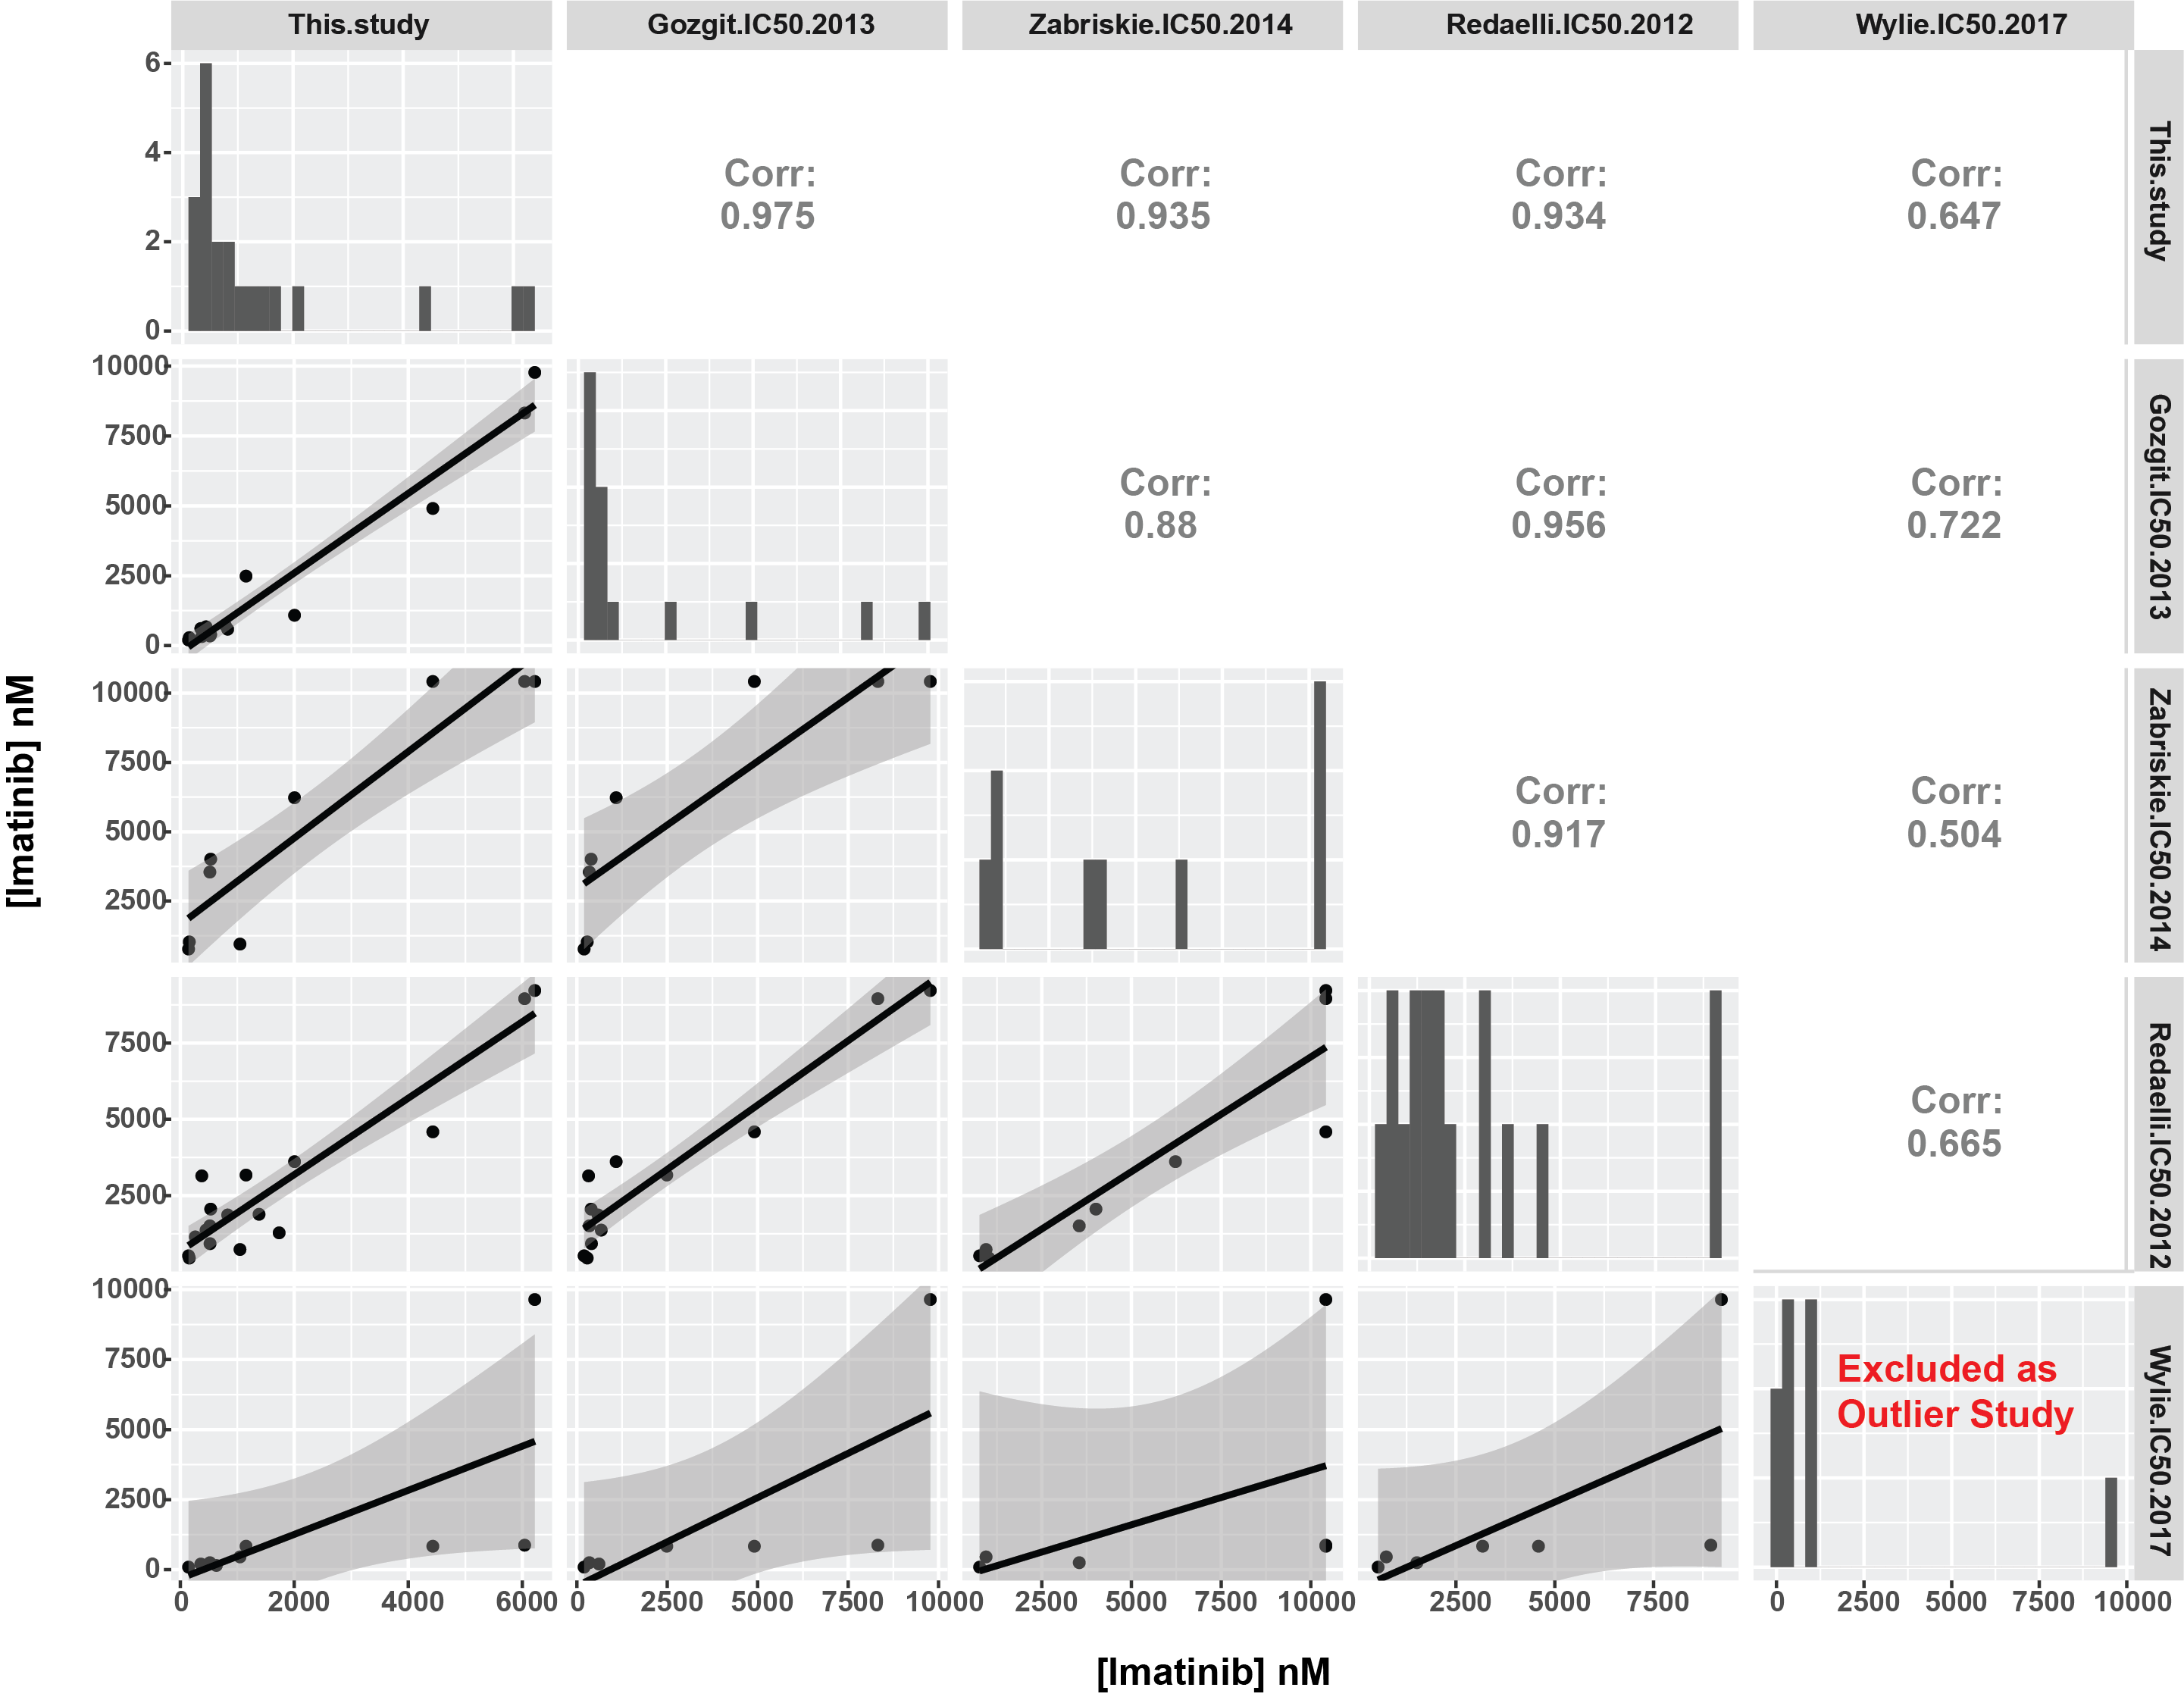 This.study Gozgit.IC50.2013 Zabriskie.IC50.2014 Redaelli.IC50.2012 Wylie.IC50.2017
6
4
2
0
Corr:
0.975
Corr:
0.935
Corr:
0.934
Corr:
0.647
This.study
10000
7500
5000
2500
0
Corr:
0.88
Corr:
0.956
Corr:
0.722
Gozgit.IC50.2013
[Imatinib] nM
10000
7500
5000
2500
Corr:
0.917
Corr:
0.504
Zabriskie.IC50.2014
7500
5000
2500
Corr:
0.665
Redaelli.IC50.2012
10000
7500
5000
2500
0
Excluded as
Outlier Study
Wylie.IC50.2017
0 2000 4000 6000 0 2500 5000 7500 10000 2500 5000 7500 10000 2500 5000 7500 0 2500 5000 7500 10000
[Imatinib] nM